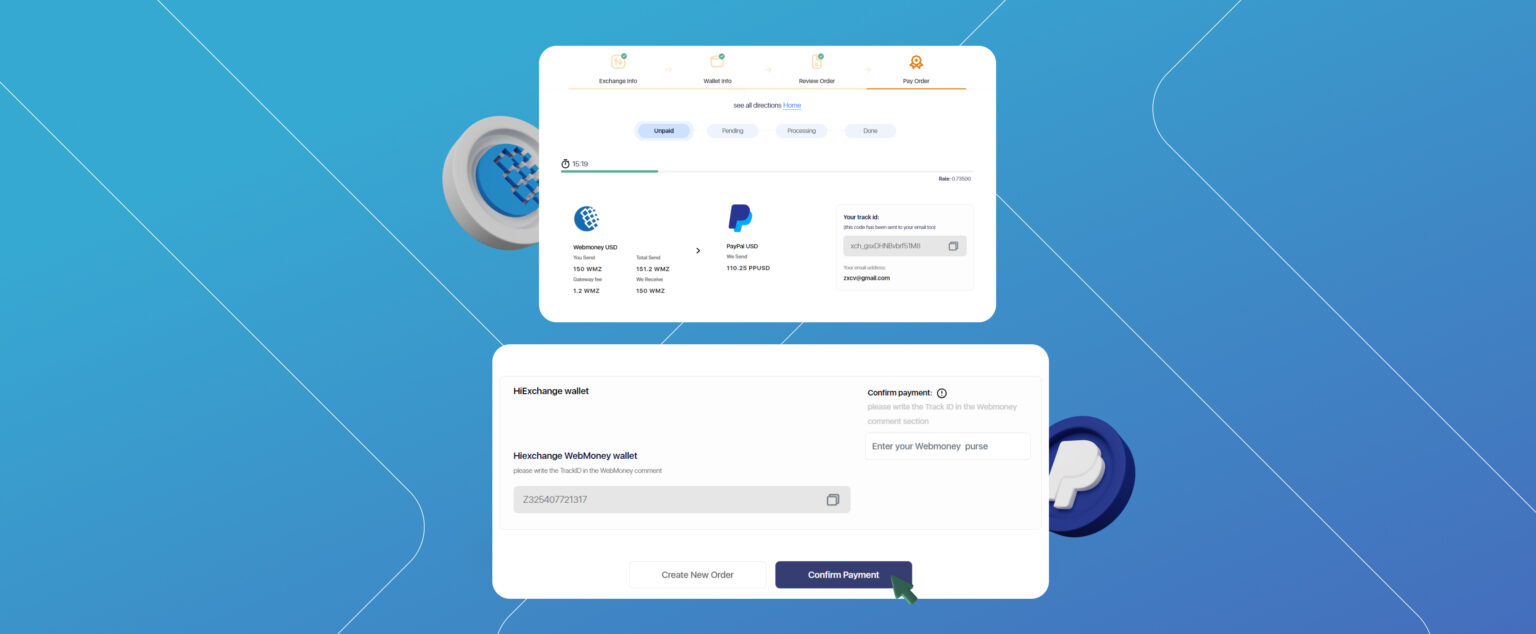 Exchange Info
Wallet Info
Review Order
Pay Order
see all directions Home
Unpaid
Pending
Processing
Done
15:19
Rate: 0.73500
Webmoney USD
You Send
Total Send
150 WMZ
151.2 WMZ
Gateway fee
We Receive
1.2 WMZ
150 WMZ
PayPal USD
We Send
110.25 PPUSD
Your track id:
(this code has been sent to your email too)
xch_gsxDHNBvbrf51M8
Your email address:
zxcv@gmail.com
HiExchange wallet
Confirm payment:
please write the Track ID in the Webmoney
comment section
Enter your Webmoney purse
Hiexchange WebMoney wallet
please write the TrackID in the WebMoney comment
Z325407721317
Create New Order
Confirm Payment